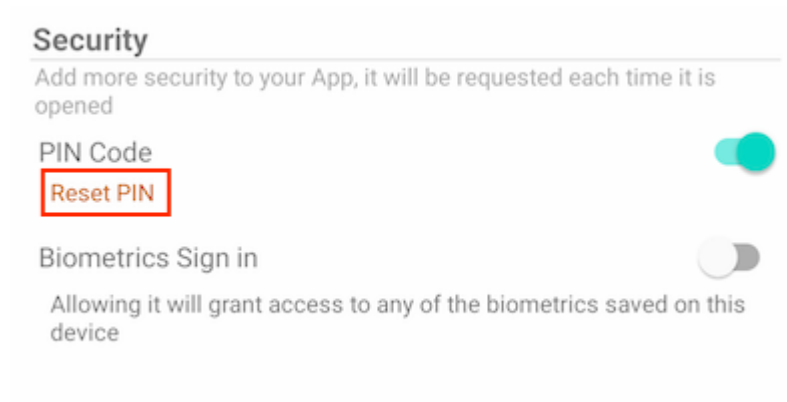 Security
Add more security to your App, it will be requested each time it is
opened
PIN Code
Reset PIN
Biometrics Sign in
Allowing it will grant access to any of the biometrics saved on this
device